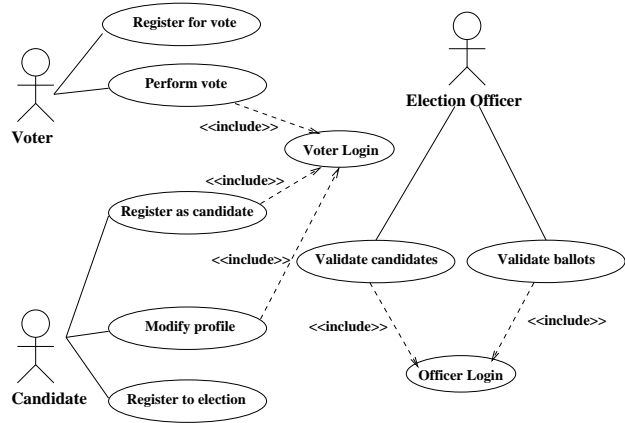 Register for vote
Perform vote
Voter
Election Officer
<<include>>
Voter Login
<<include>>
Register as candidate
<<include>>
Validate candidates
Validate ballots
Modify profile
<<include>>
<<include>>
Officer Login
Candidate
Register to election